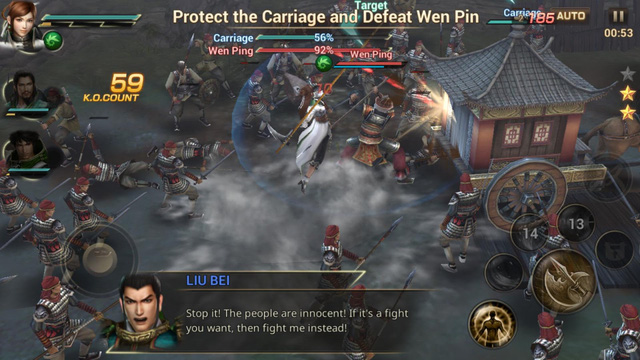 Target
Protect the Carriage and Defeat Wen Pin
Carriage
185
AUTO
Carriage 56%
Wen Ping 92%
Wen Ping
00:53
59
K.O.COUNT
14
13
LIU BEI
Stop it! The people are innocent! If it's a fight
you want, then fight me instead!